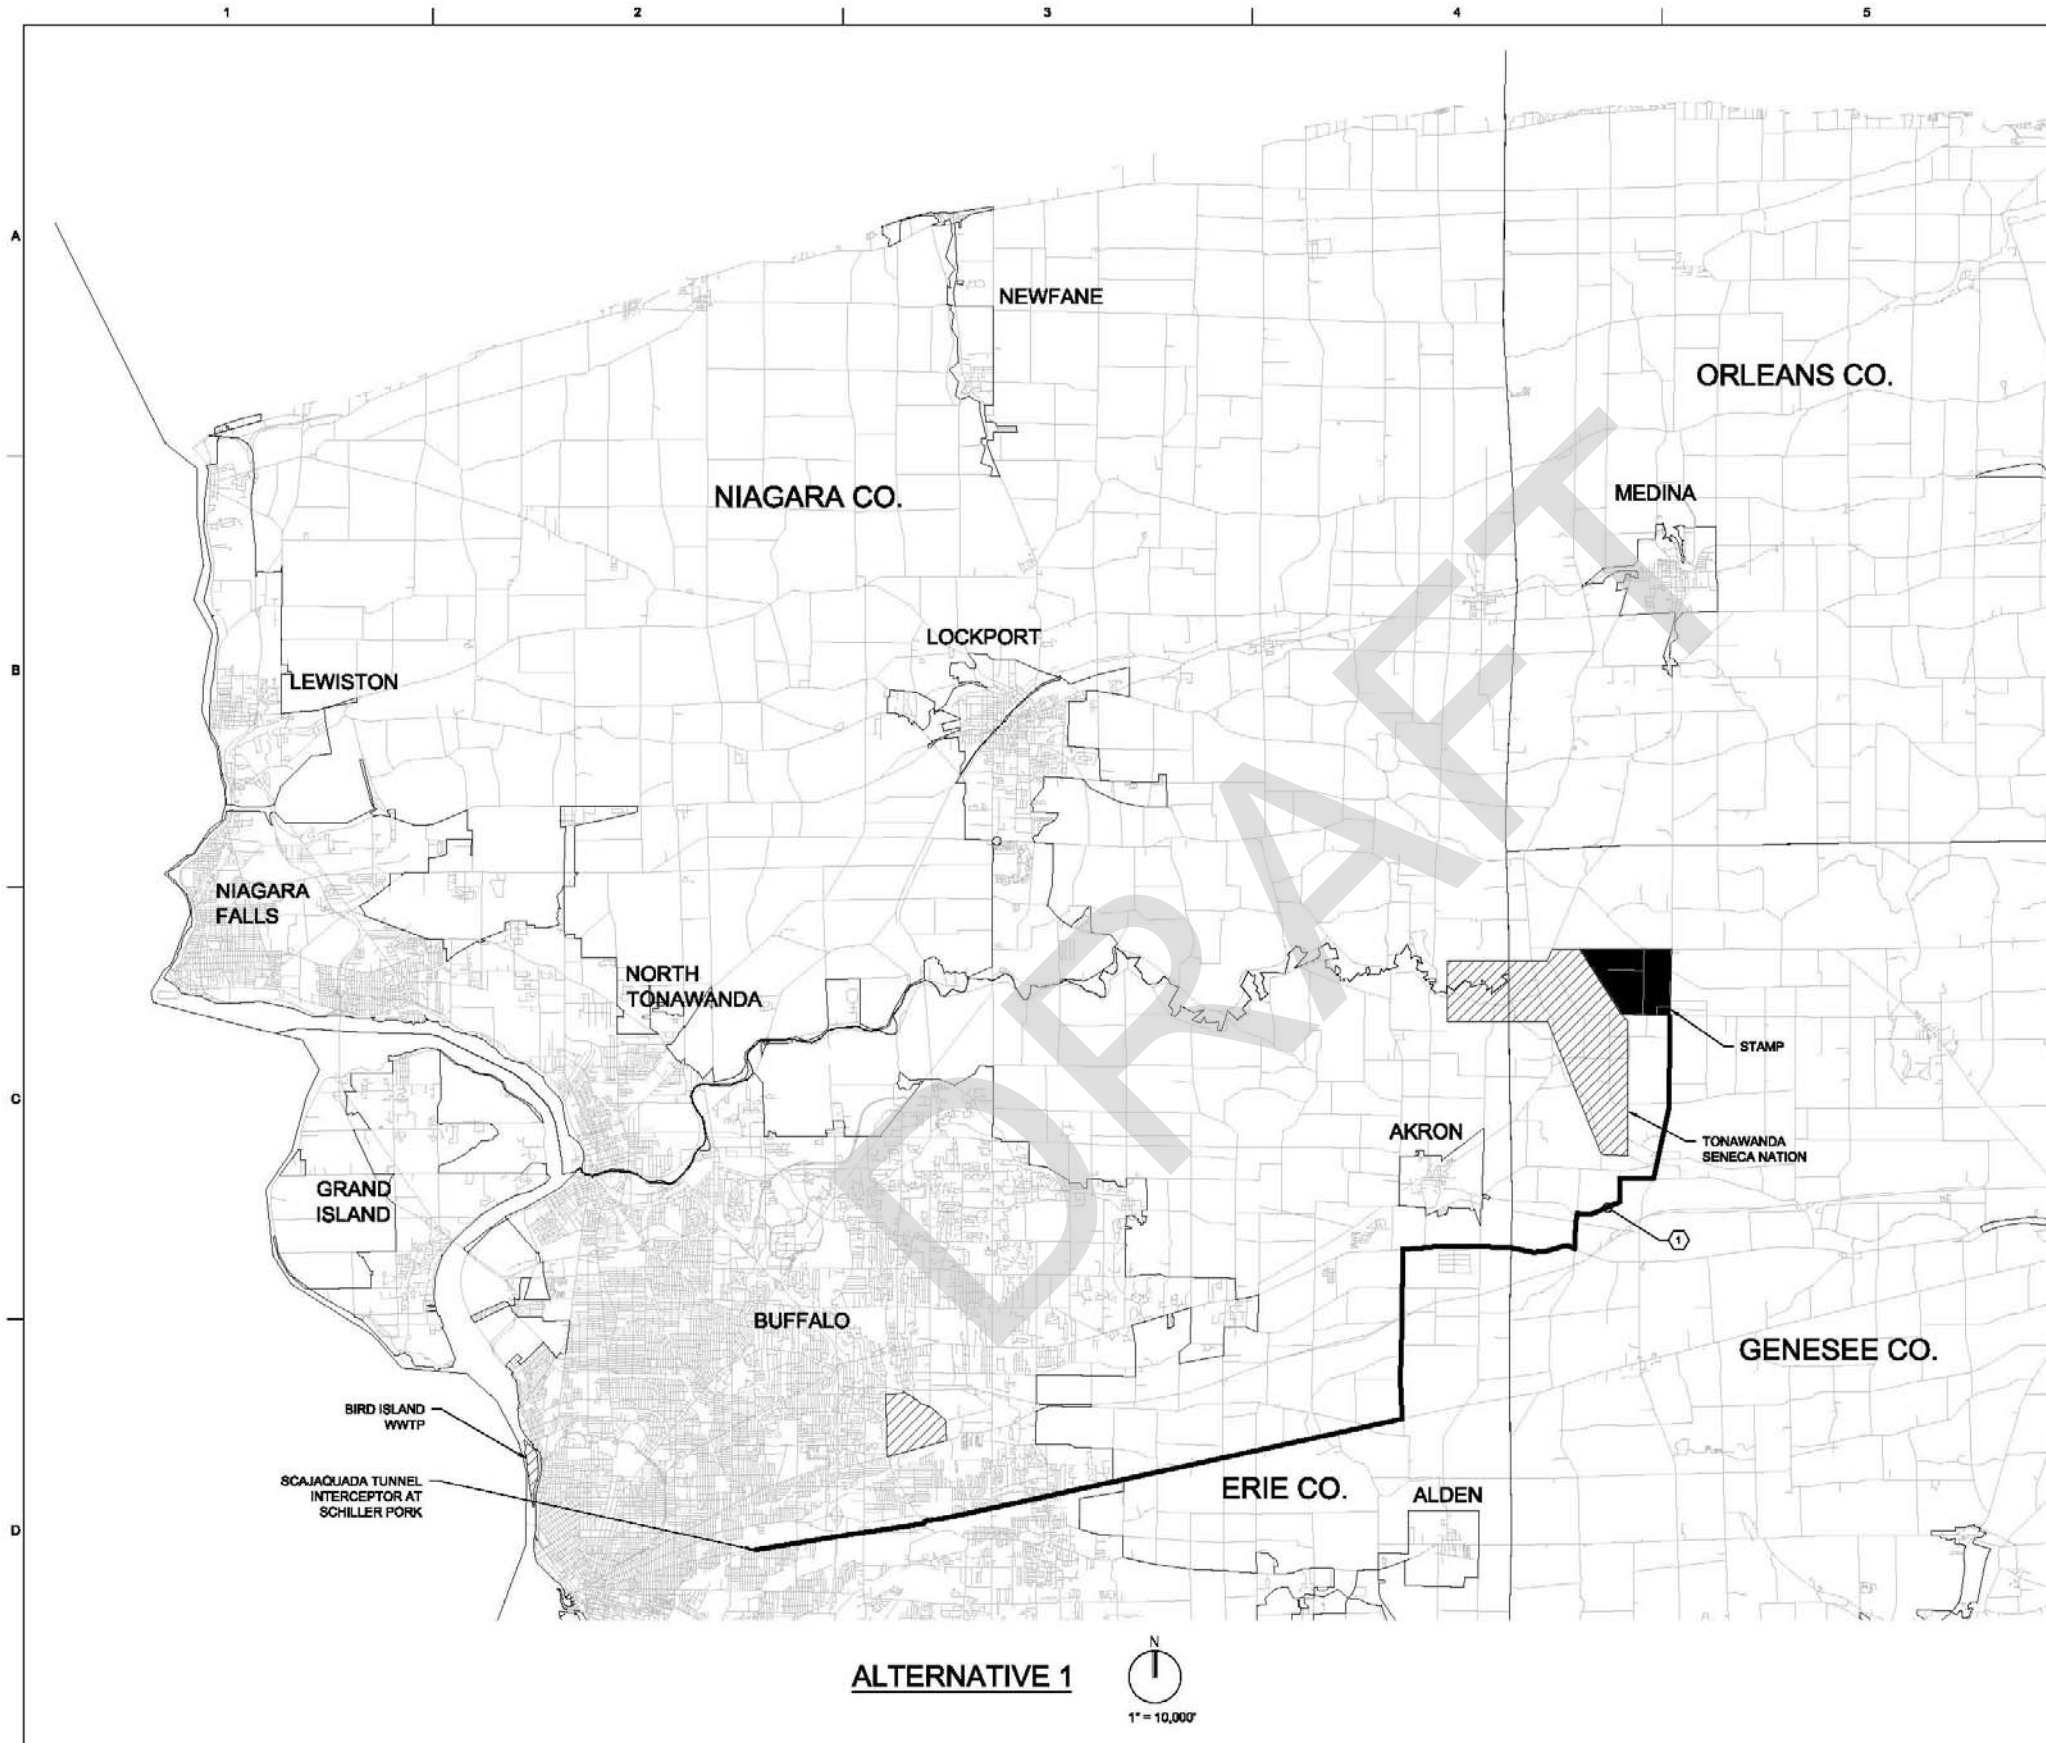 1 2 3 4 5
A
NEWFANE
ORLEANS CO.
NIAGARA CO.
MEDINA
LOCKPORT
B
LEWISTON
NIAGARA
FALLS
NORTH
TONAWANDA
STAMP
C
AKRON
TONAWANDA
SENECA NATION
GRAND
ISLAND
1
BUFFALO
GENESEE CO.
BIRD ISLAND
WWTP
SCAJAQUADA TUNNEL
INTERCEPTOR AT
SCHILLER PORK
ERIE CO.
ALDEN
D
DRAFT
ALTERNATIVE 1
N
1" = 10,000'